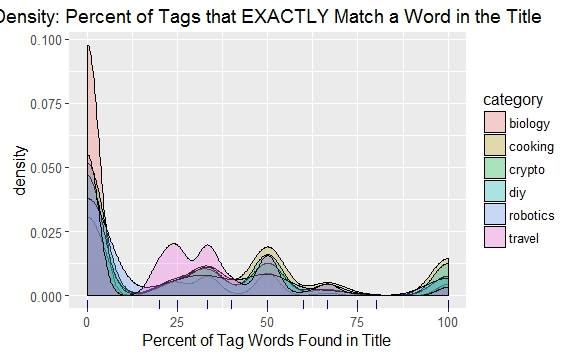 Density: Percent of Tags that EXACTLY Match a Word in the Title
0.100
0.075
0.050
0.025
0.000
density
0 25 50 75 100
Percent of Tag Words Found in Title
category
biology
cooking
crypto
diy
robotics
travel